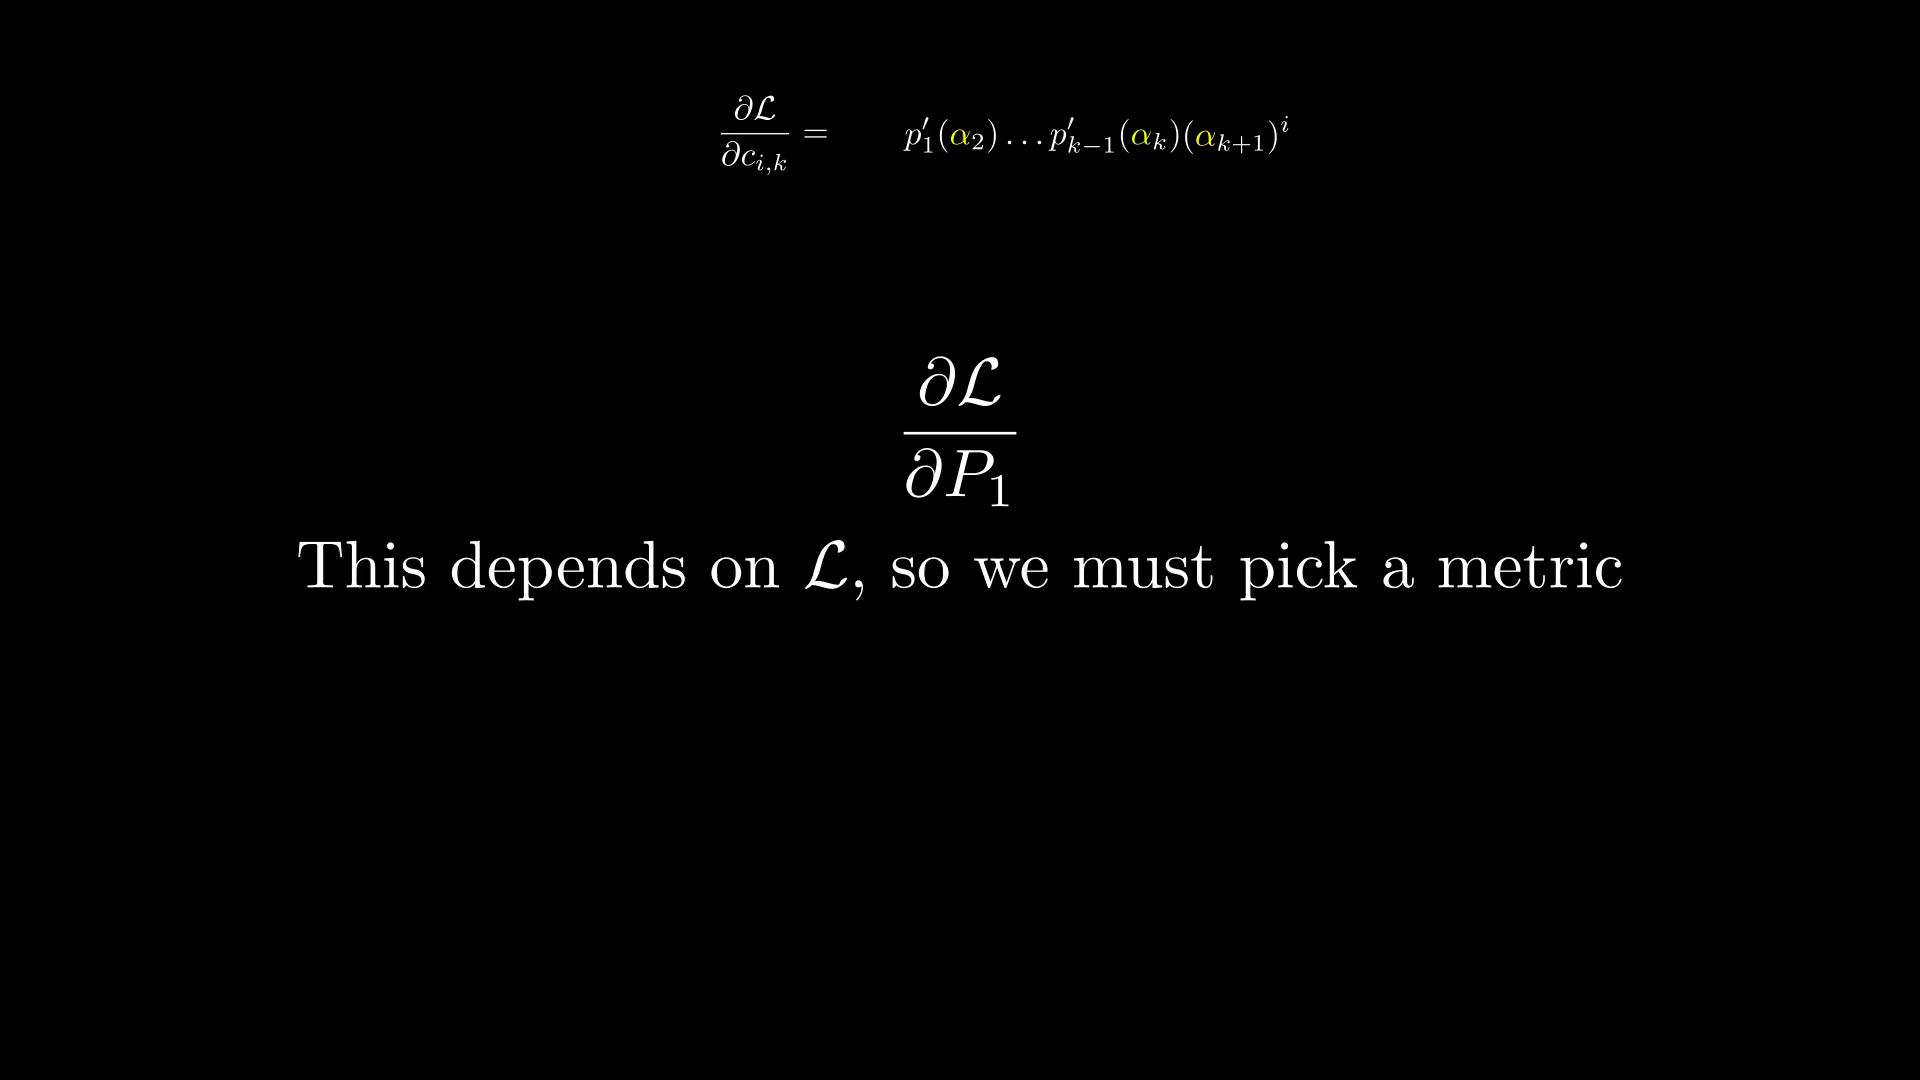 ∂ℒ/∂c_{i,k} = p′_1(α_2) … p′_{k−1}(α_k)(α_{k+1})^i
∂ℒ/∂P_1
This depends on ℒ, so we must pick a metric